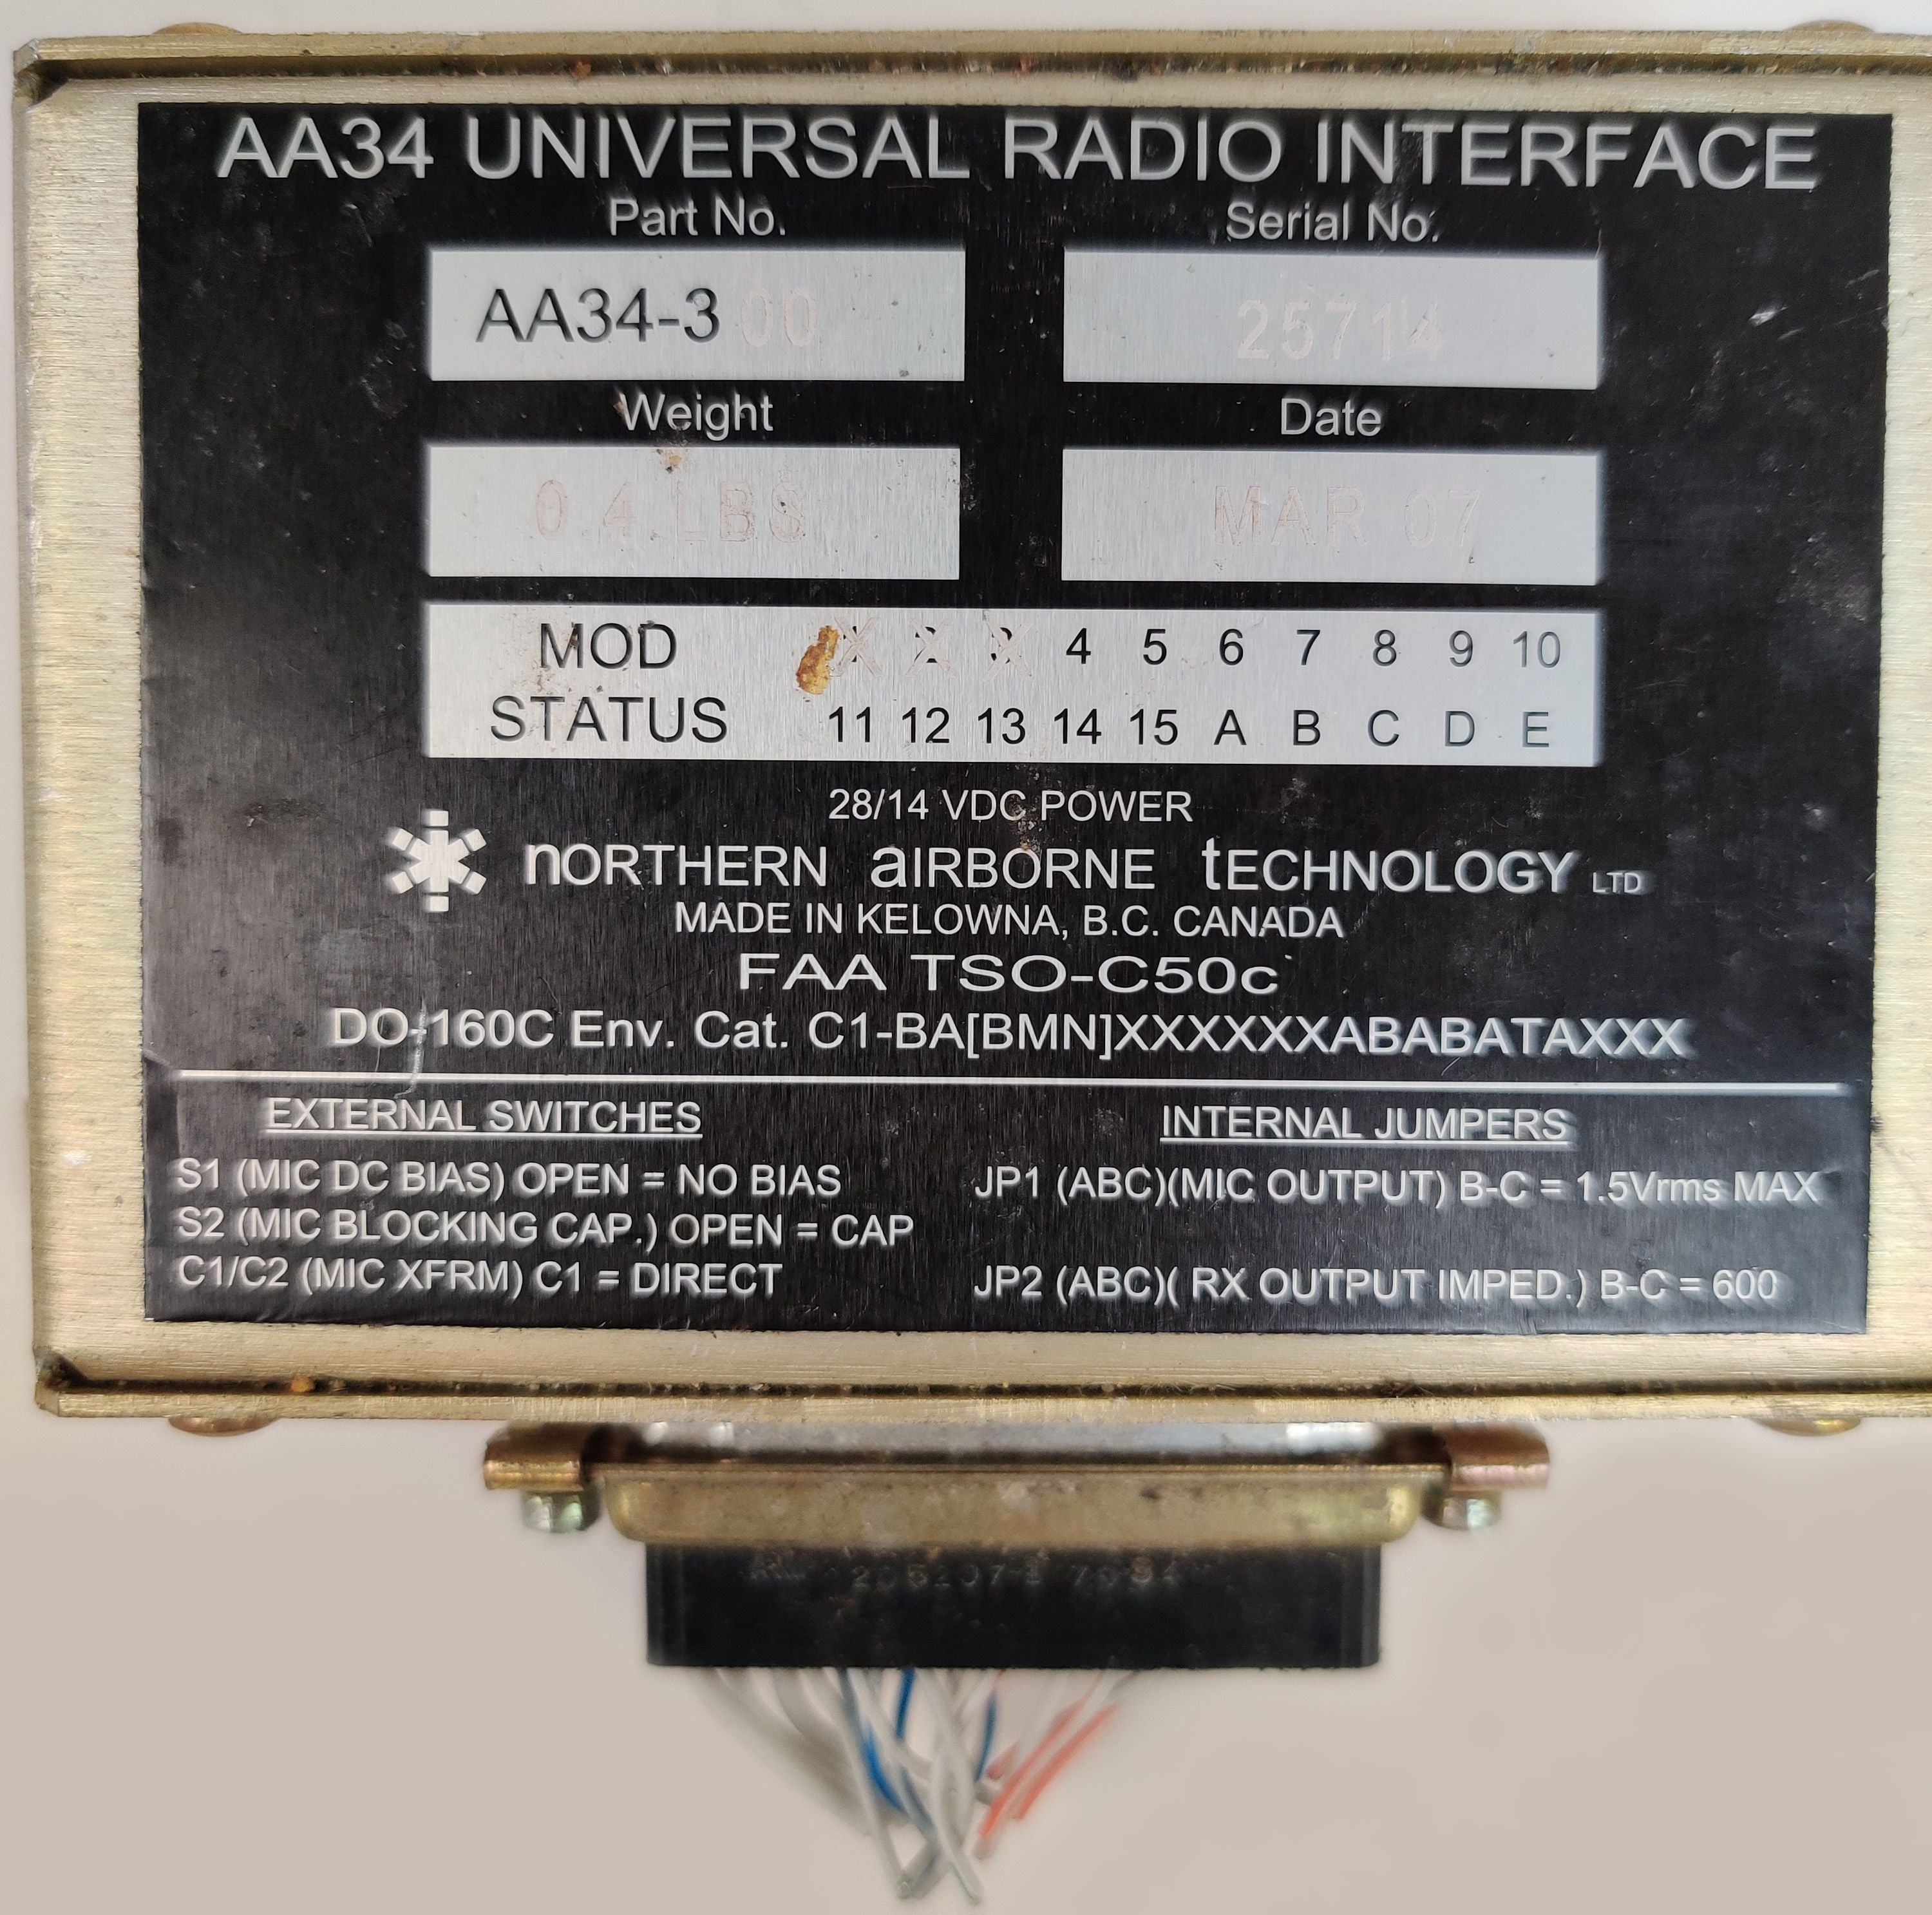 AA34 UNIVERSAL RADIO INTERFACE
Part No. Serial No.
AA34-300 25714
Weight Date
0.4 LBS MAR 07
MOD X X X 4 5 6 7 8 9 10
STATUS 11 12 13 14 15 A B C D E
28/14 VDC POWER
nORTHERN aIRBORNE tECHNOLOGY LTD
MADE IN KELOWNA, B.C. CANADA
FAA TSO-C50c
DO-160C Env. Cat. C1-BA[BMN]XXXXXXABABATAXXX
EXTERNAL SWITCHES
S1 (MIC DC BIAS) OPEN = NO BIAS
S2 (MIC BLOCKING CAP.) OPEN = CAP
C1/C2 (MIC XFRM) C1 = DIRECT
INTERNAL JUMPERS
JP1 (ABC)(MIC OUTPUT) B-C = 1.5Vrms MAX
JP2 (ABC)( RX OUTPUT IMPED.) B-C = 600